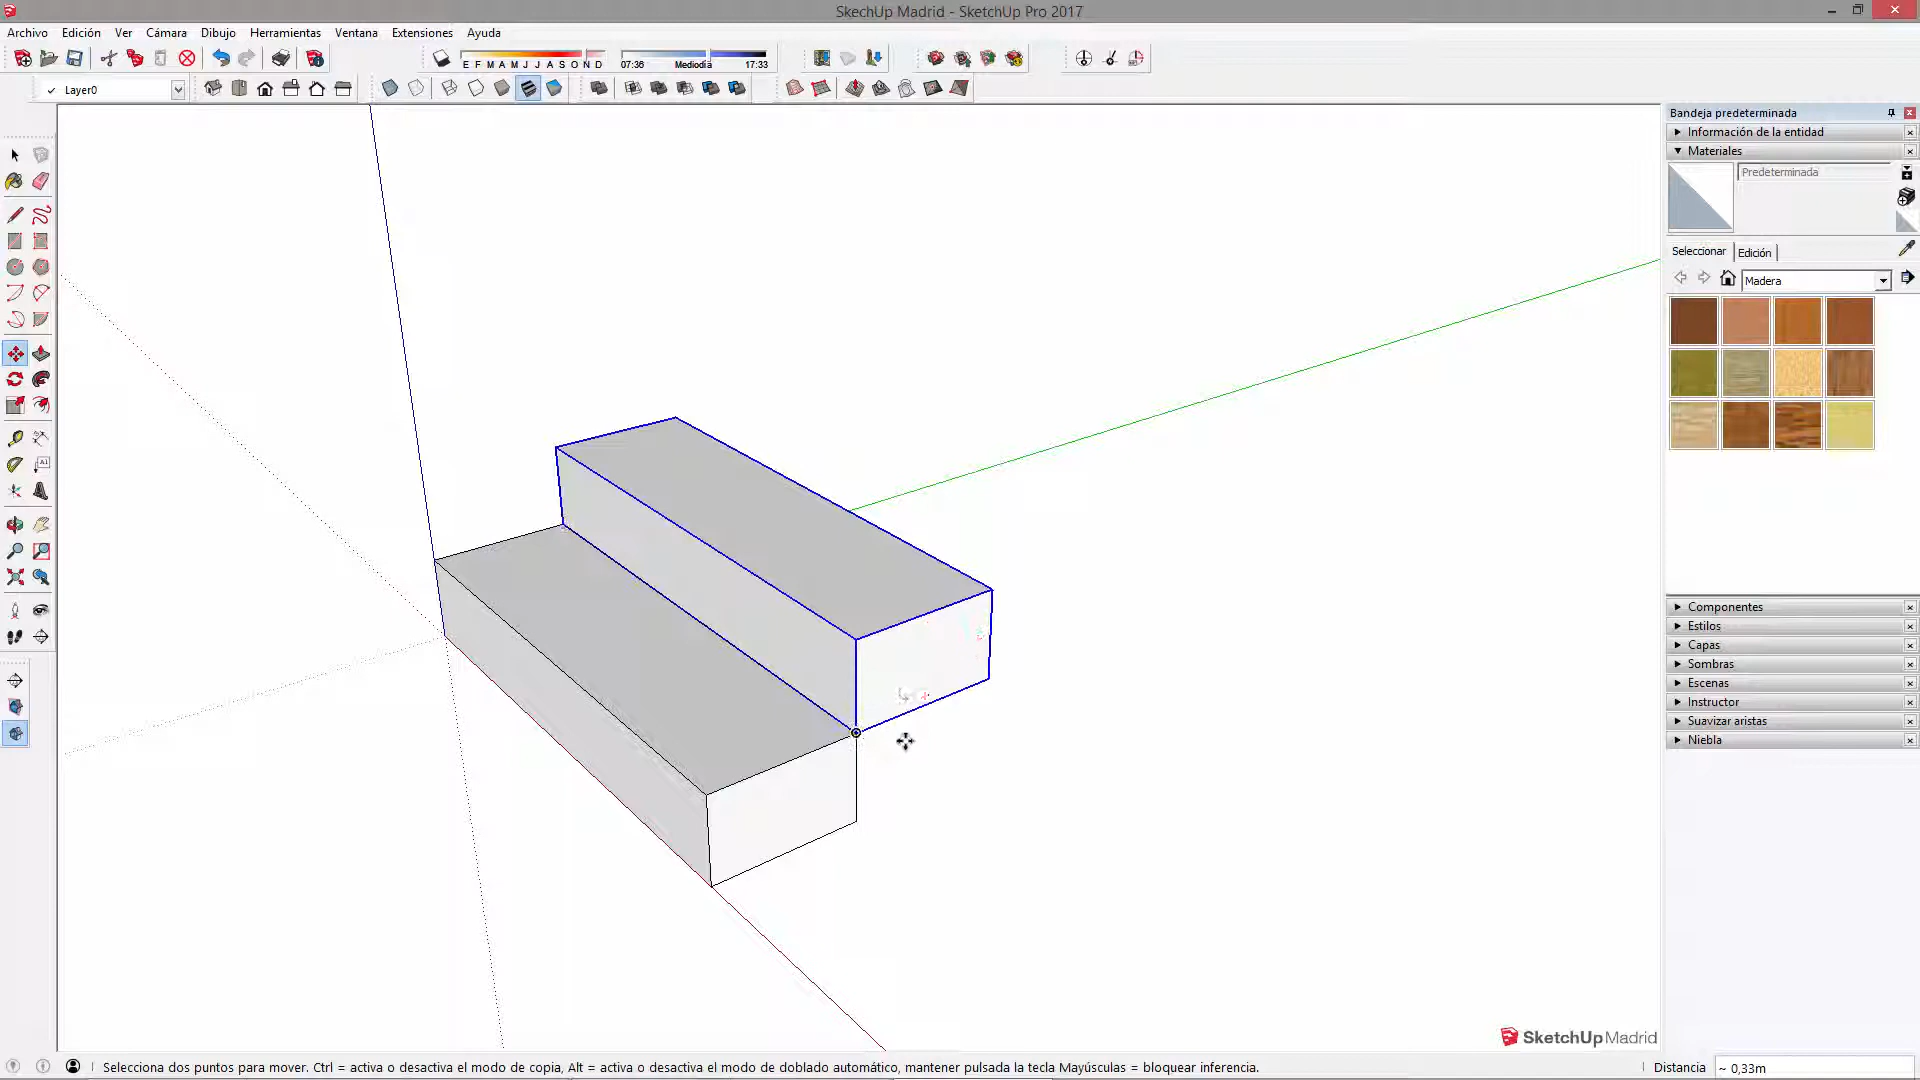 SkechUp Madrid - SketchUp Pro 2017
Archivo Edición Ver Cámara Dibujo Herramientas Ventana Extensiones Ayuda
E F M A M J J A S O N D
07:36 Mediodía 17:33
Layer0
Bandeja predeterminada
Información de la entidad
Materiales
Predeterminada
Seleccionar Edición
Madera
Componentes
Estilos
Capas
Sombras
Escenas
Instructor
Suavizar aristas
Niebla
SketchUp Madrid
Selecciona dos puntos para mover. Ctrl = activa o desactiva el modo de copia, Alt = activa o desactiva el modo de doblado automático, mantener pulsada la tecla Mayúsculas = bloquear inferencia.
Distancia ~ 0,33m